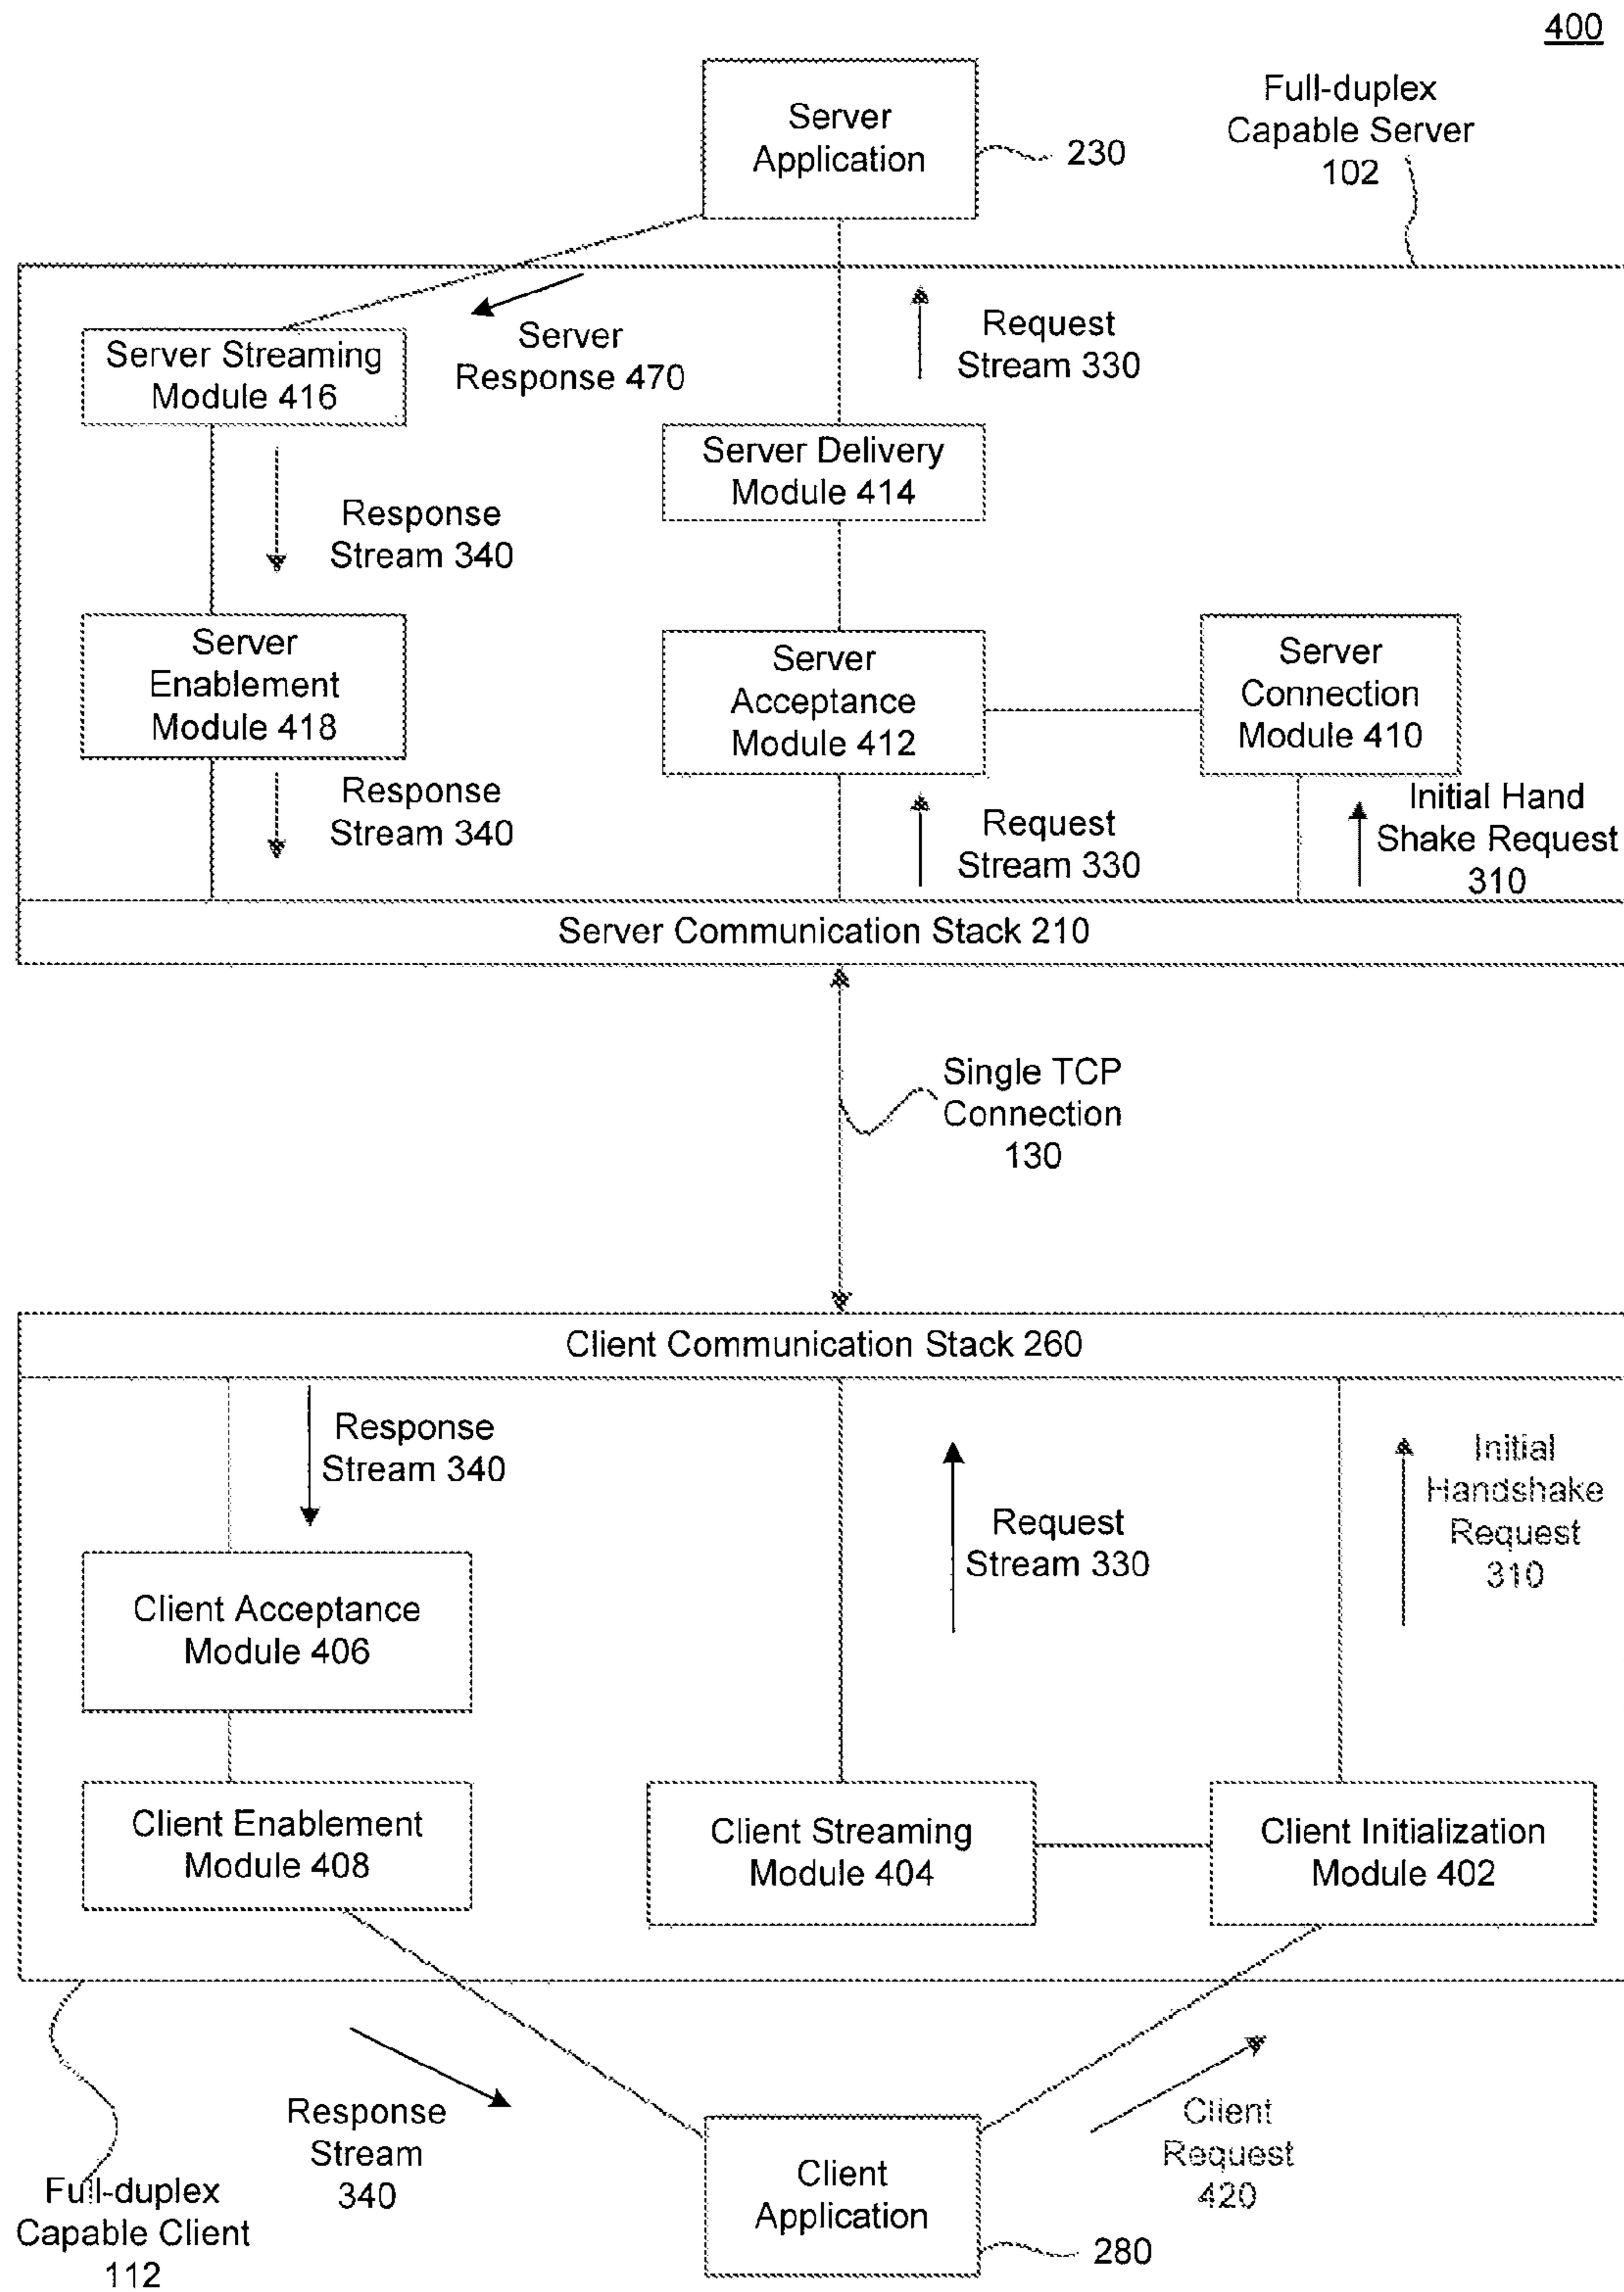 400
Full-duplex
Capable Server
102
Server
Application
230
Server Streaming
Module 416
Server
Response 470
Request
Stream 330
Server Delivery
Module 414
Response
Stream 340
Server
Enablement
Module 418
Server
Acceptance
Module 412
Server
Connection
Module 410
Response
Stream 340
Request
Stream 330
Initial Hand
Shake Request
310
Server Communication Stack 210
Single TCP
Connection
130
Client Communication Stack 260
Response
Stream 340
Request
Stream 330
Initial
Handshake
Request
310
Client Acceptance
Module 406
Client Enablement
Module 408
Client Streaming
Module 404
Client Initialization
Module 402
Response
Stream
340
Client
Request
420
Full-duplex
Capable Client
112
Client
Application
280